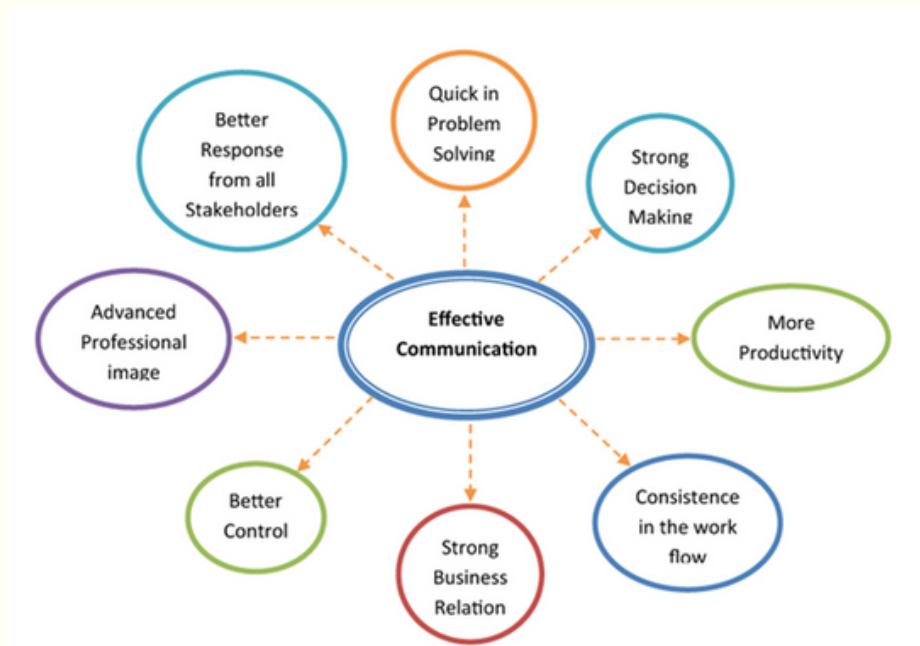 Better
Response
from all
Stakeholders
Quick in
Problem
Solving
Strong
Decision
Making
Advanced
Professional
image
Effective
Communication
More
Productivity
Better
Control
Strong
Business
Relation
Consistence
in the work
flow